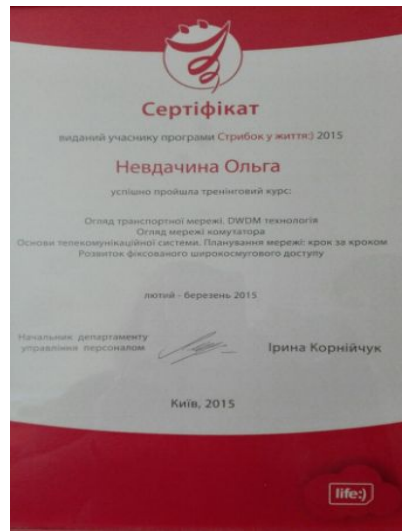 Сертіфікат
виданий учаснику програми Стрибок у життя:) 2015
Невдачина Ольга
успішно пройшла тренінговий курс:
Огляд транспортної мережі. DWDM технологія
Огляд мережі комутатора
Основи телекомунікаційної системи. Планування мережі: крок за кроком
Розвиток фіксованого широкосмугового доступу
лютий - березень 2015
Начальник департаменту
управління персоналом
Ірина Корнійчук
Київ, 2015
life:)